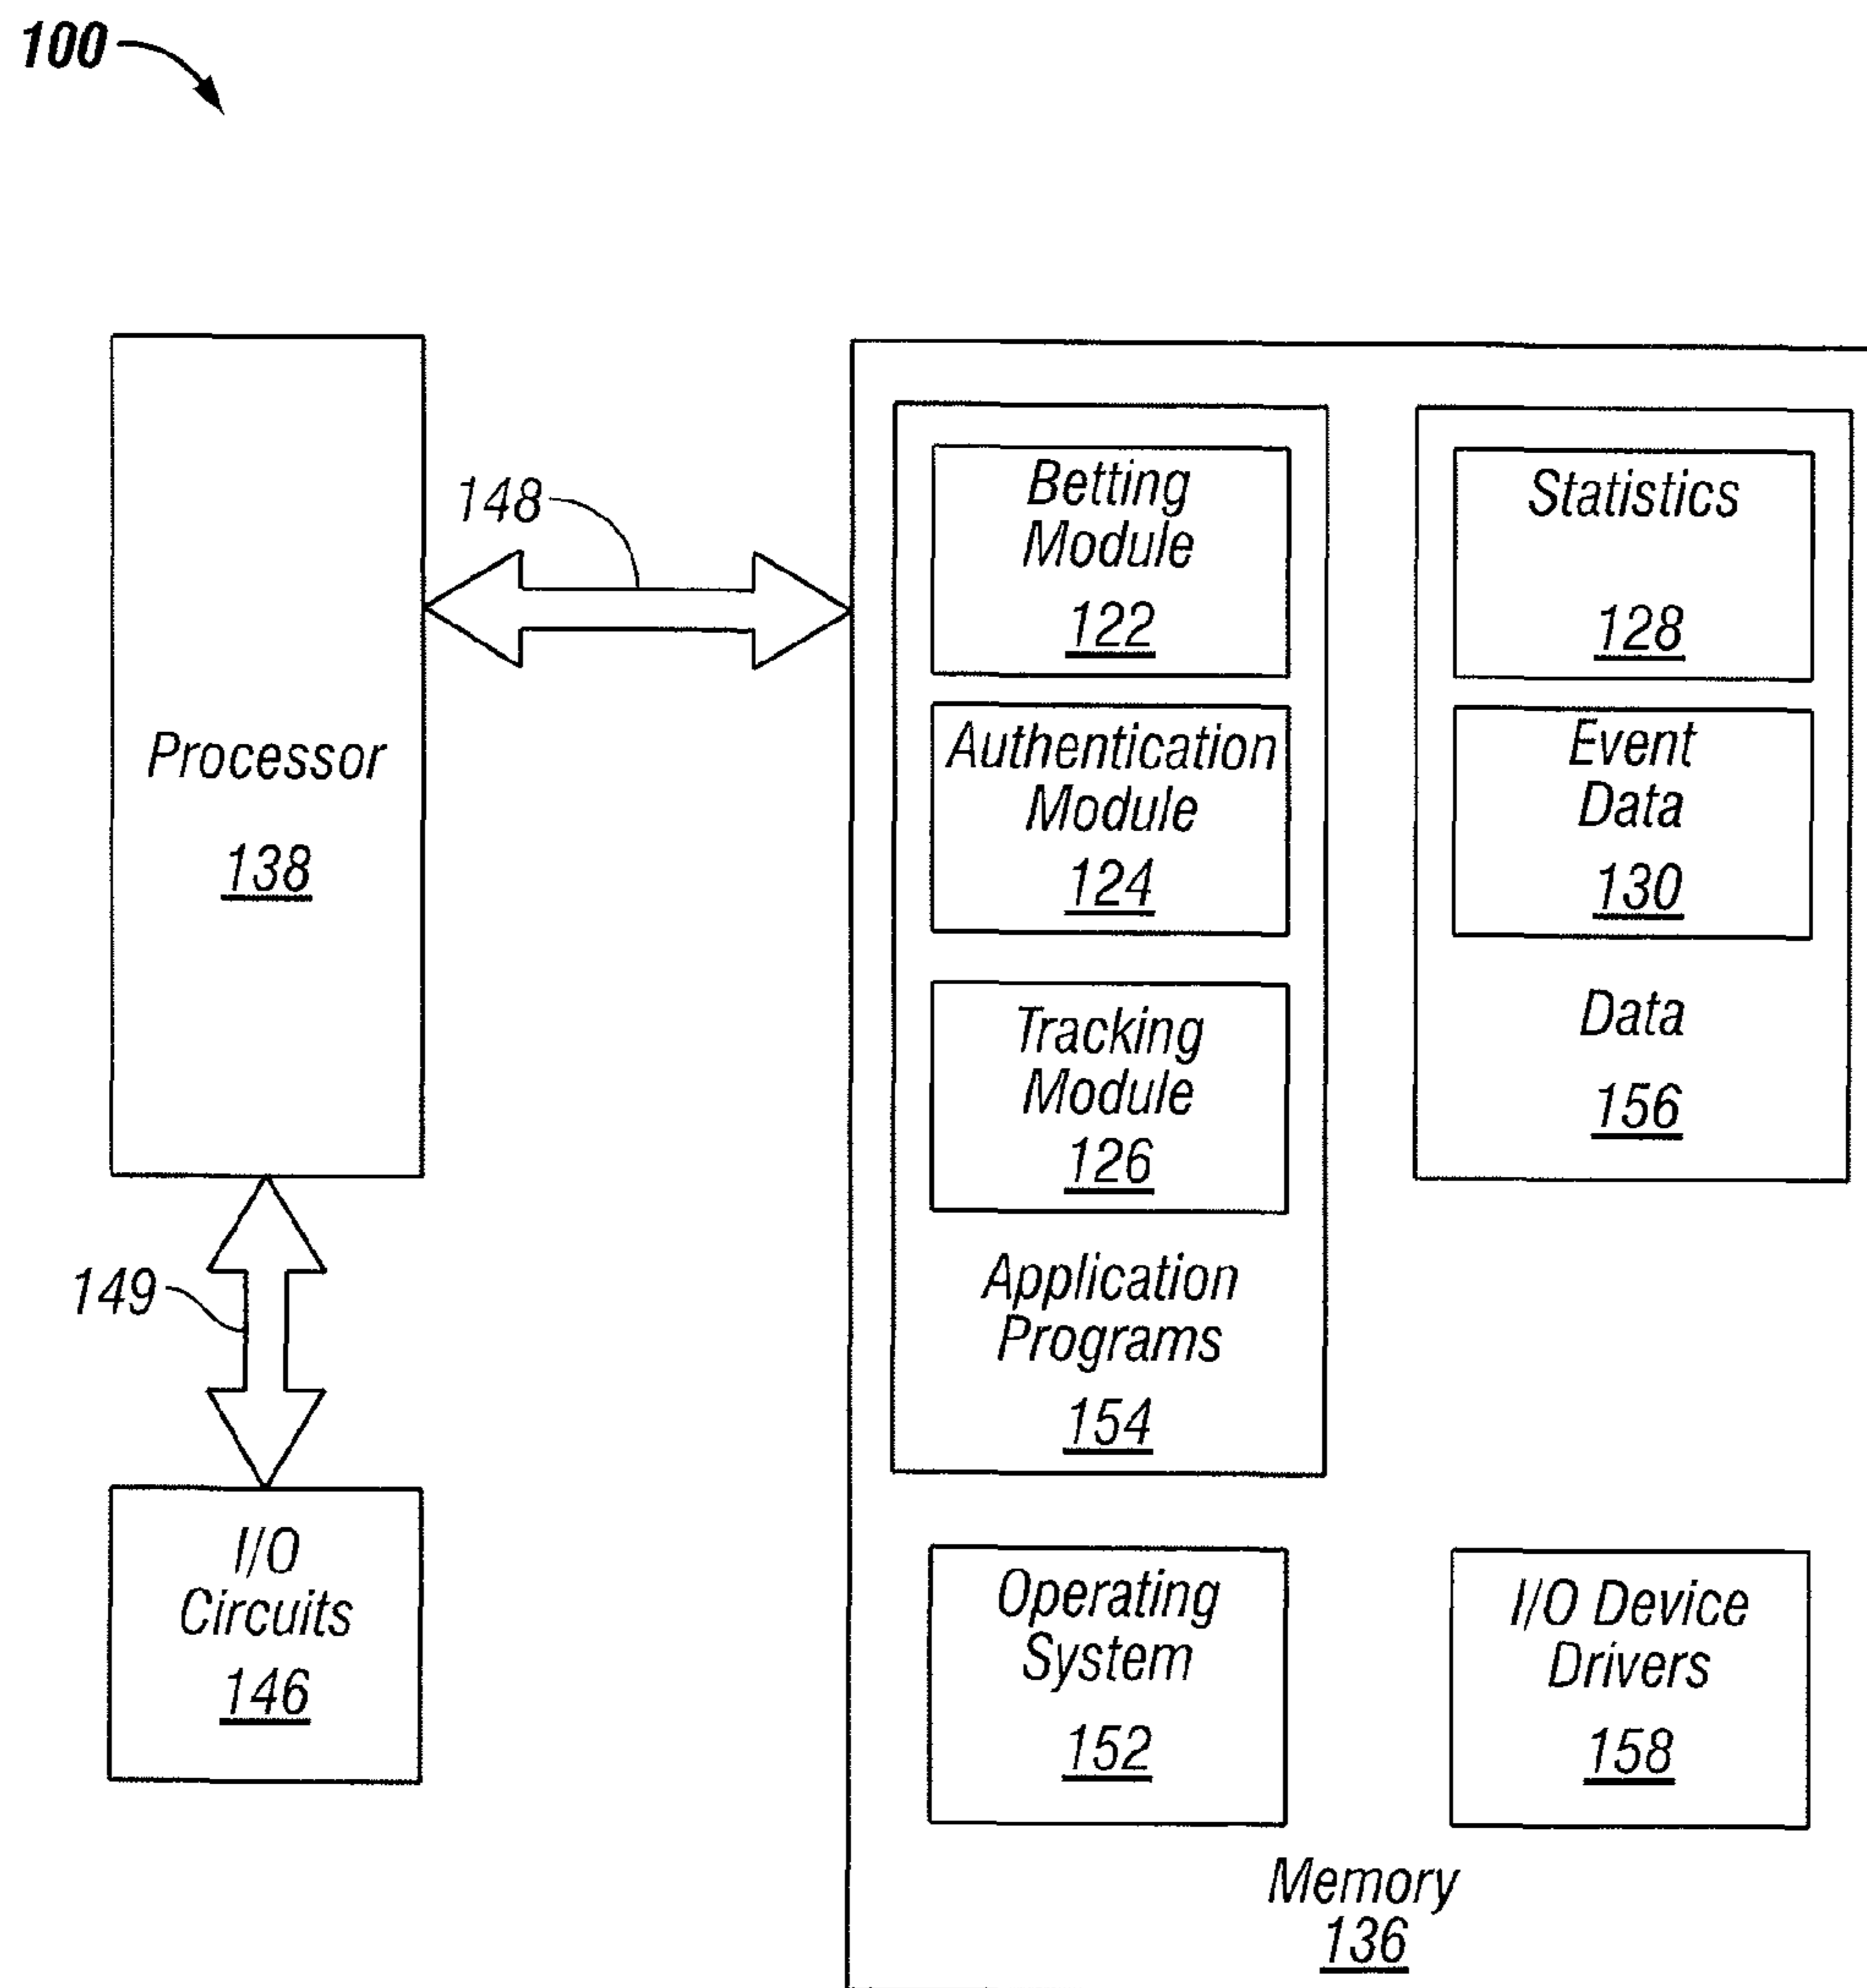 100
148
Processor
138
149
I/O
Circuits
146
Betting
Module
122
Authentication
Module
124
Tracking
Module
126
Application
Programs
154
Statistics
128
Event
Data
130
Data
156
Operating
System
152
I/O Device
Drivers
158
Memory
136